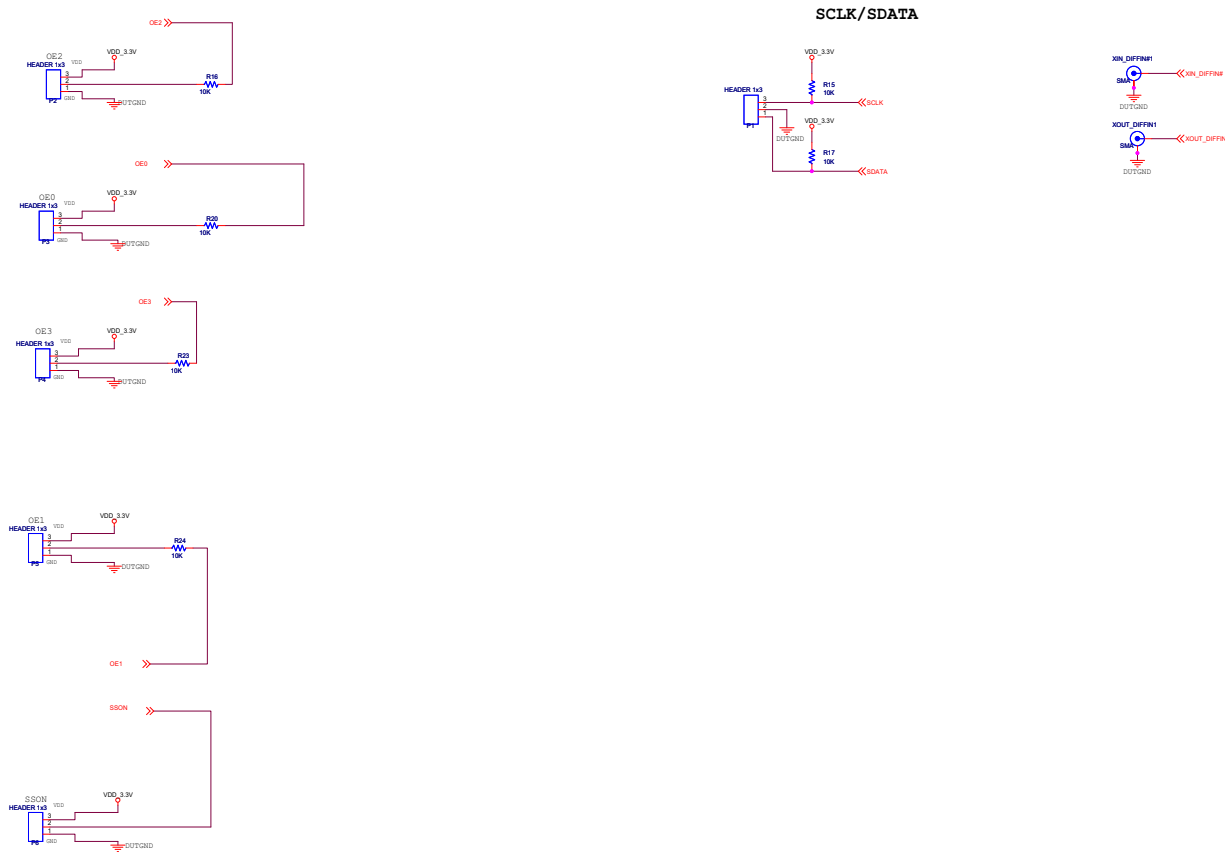 SCLK/SDATA
OE2
OE2
HEADER 1x3
VDD
VDD_3.3V
3
2
1
P2
GND
R16
10K
DUTGND
OE0
OE0
HEADER 1x3
VDD
VDD_3.3V
3
2
1
P3
GND
R20
10K
DUTGND
OE3
OE3
HEADER 1x3
VDD
VDD_3.3V
3
2
1
P4
GND
R23
10K
DUTGND
OE1
HEADER 1x3
VDD
VDD_3.3V
3
2
1
P5
GND
R24
10K
DUTGND
OE1
SSON
SSON
HEADER 1x3
VDD
VDD_3.3V
3
2
1
P6
GND
DUTGND
VDD_3.3V
R15
10K
HEADER 1x3
3
2
1
P1
SCLK
DUTGND
VDD_3.3V
R17
10K
SDATA
XIN_DIFFIN#1
SMA
XIN_DIFFIN#
DUTGND
XOUT_DIFFIN1
SMA
XOUT_DIFFIN
DUTGND